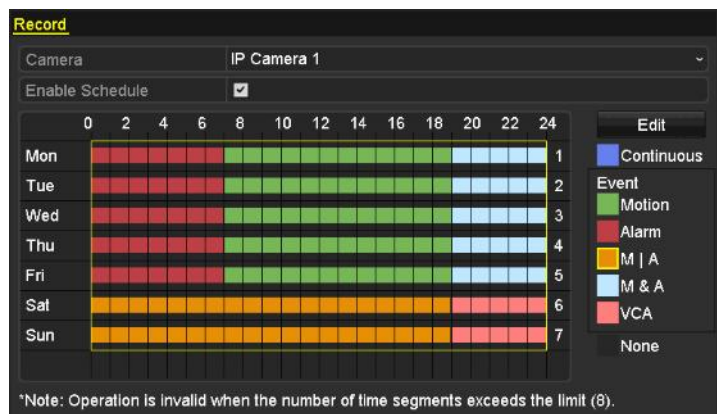 Record
Camera IP Camera 1
Enable Schedule
0 2 4 6 8 10 12 14 16 18 20 22 24 Edit
Mon 1 Continuous
Tue 2 Event
Motion
Wed 3 Alarm
Thu 4 M | A
Fri 5 M & A
Sat 6 VCA
Sun 7 None
*Note: Operation is invalid when the number of time segments exceeds the limit (8).